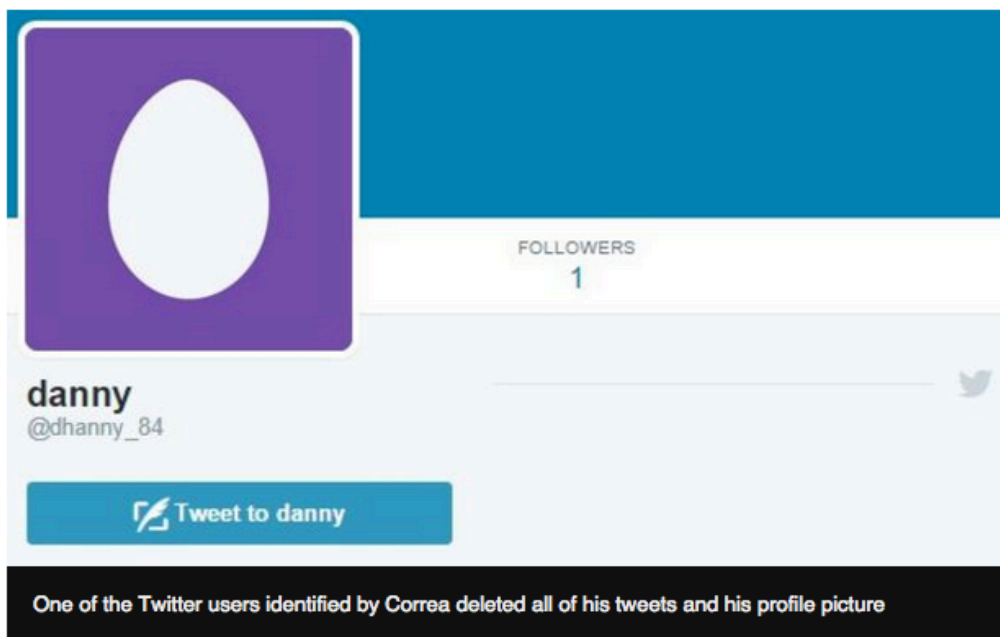 FOLLOWERS
1
danny
@dhanny_84
Tweet to danny
One of the Twitter users identified by Correa deleted all of his tweets and his profile picture